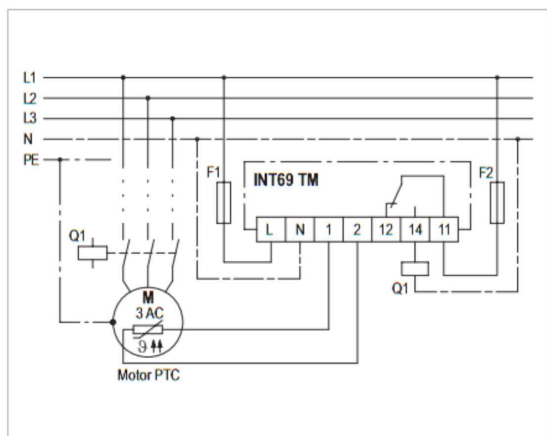 L1
L2
L3
N
PE
F1
INT69 TM
F2
L N 1 2 12 14 11
Q1
Q1
M
3 AC
ϑ
Motor PTC